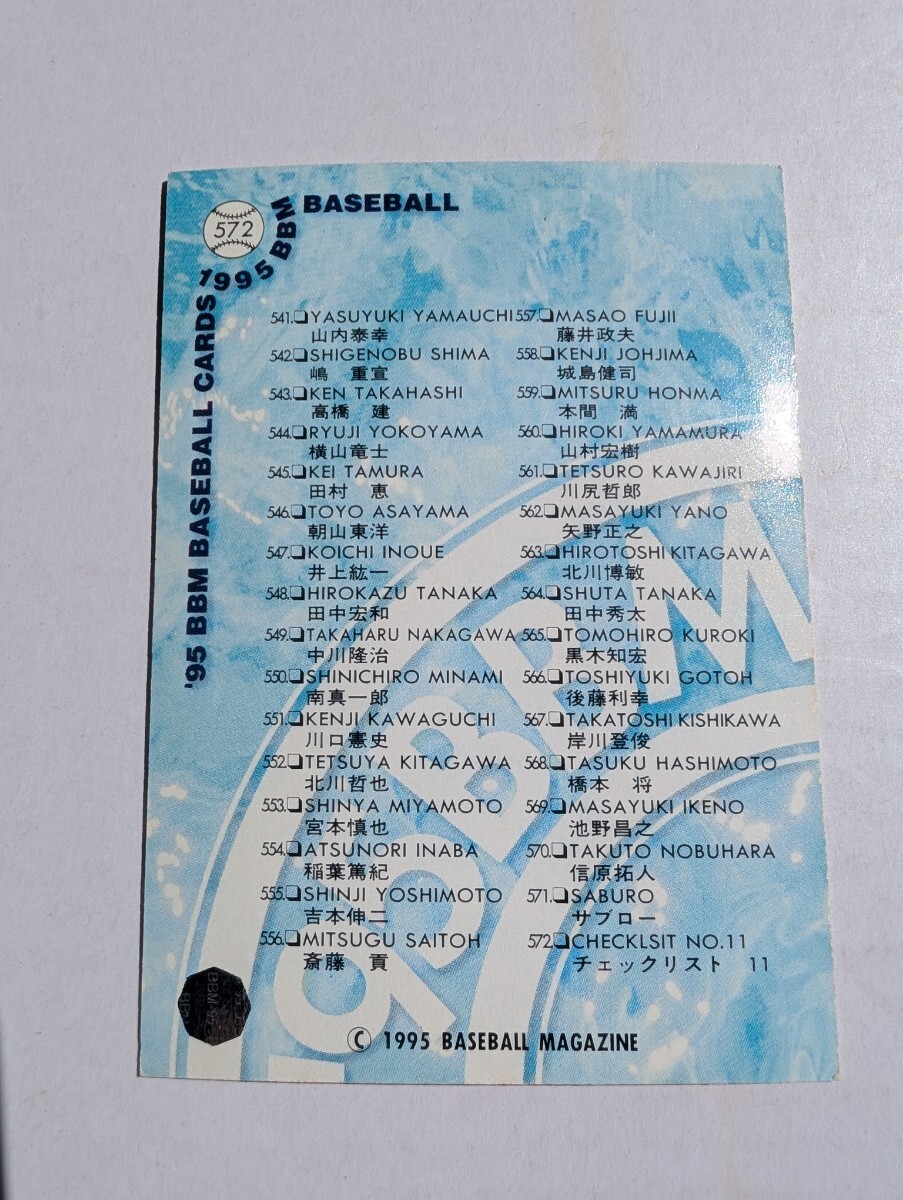 572
1995 BBM BASEBALL
'95 BBM BASEBALL CARDS
541.❏YASUYUKI YAMAUCHI
山内泰幸
542.❏SHIGENOBU SHIMA
嶋 重宣
543.❏KEN TAKAHASHI
高橋 建
544.❏RYUJI YOKOYAMA
横山竜士
545.❏KEI TAMURA
田村 恵
546.❏TOYO ASAYAMA
朝山東洋
547.❏KOICHI INOUE
井上紘一
548.❏HIROKAZU TANAKA
田中宏和
549.❏TAKAHARU NAKAGAWA
中川隆治
550.❏SHINICHIRO MINAMI
南真一郎
551.❏KENJI KAWAGUCHI
川口憲史
552.❏TETSUYA KITAGAWA
北川哲也
553.❏SHINYA MIYAMOTO
宮本慎也
554.❏ATSUNORI INABA
稲葉篤紀
555.❏SHINJI YOSHIMOTO
吉本伸二
556.❏MITSUGU SAITOH
斎藤 貢
557.❏MASAO FUJII
藤井政夫
558.❏KENJI JOHJIMA
城島健司
559.❏MITSURU HONMA
本間 満
560.❏HIROKI YAMAMURA
山村宏樹
561.❏TETSURO KAWAJIRI
川尻哲郎
562.❏MASAYUKI YANO
矢野正之
563.❏HIROTOSHI KITAGAWA
北川博敏
564.❏SHUTA TANAKA
田中秀太
565.❏TOMOHIRO KUROKI
黒木知宏
566.❏TOSHIYUKI GOTOH
後藤利幸
567.❏TAKATOSHI KISHIKAWA
岸川登俊
568.❏TASUKU HASHIMOTO
橋本 将
569.❏MASAYUKI IKENO
池野昌之
570.❏TAKUTO NOBUHARA
信原拓人
571.❏SABURO
サブロー
572.❏CHECKLSIT NO.11
チェックリスト 11
'95 BBM
© 1995 BASEBALL MAGAZINE